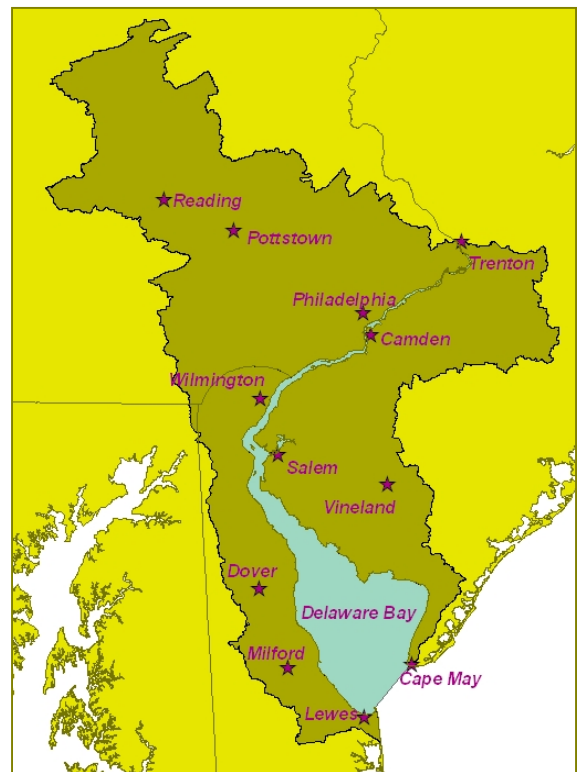 Reading
Pottstown
Trenton
Philadelphia
Camden
Wilmington
Salem
Vineland
Dover
Delaware Bay
Milford
Cape May
Lewes